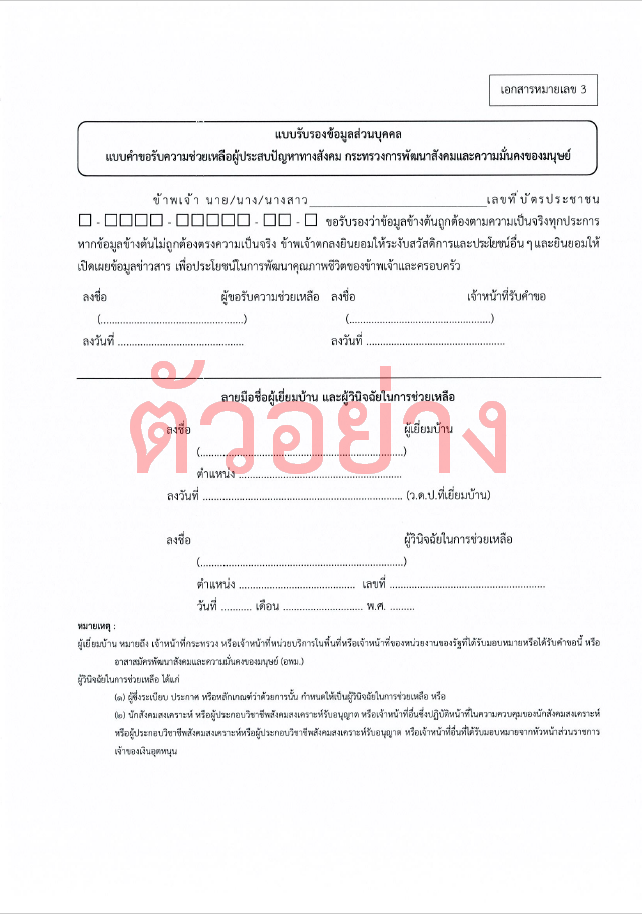 เอกสารหมายเลข 3
แบบรับรองข้อมูลส่วนบุคคล
แบบคำขอรับความช่วยเหลือผู้ประสบปัญหาทางสังคม กระทรวงการพัฒนาสังคมและความมั่นคงของมนุษย์
ข้าพเจ้า นาย/นาง/นางสาว____________________________เลขที่บัตรประชาชน
☐ - ☐☐☐☐ - ☐☐☐☐☐ - ☐☐ - ☐ ขอรับรองว่าข้อมูลข้างต้นถูกต้องตามความเป็นจริงทุกประการ
หากข้อมูลข้างต้นไม่ถูกต้องตรงความเป็นจริง ข้าพเจ้าตกลงยินยอมให้ระงับสวัสดิการและประโยชน์อื่น ๆ และยินยอมให้
เปิดเผยข้อมูลข่าวสาร เพื่อประโยชน์ในการพัฒนาคุณภาพชีวิตของข้าพเจ้าและครอบครัว
ลงชื่อ ผู้ขอรับความช่วยเหลือ ลงชื่อ เจ้าหน้าที่รับคำขอ
(....................................................) (....................................................)
ลงวันที่ .............................................. ลงวันที่ ..................................................
ตัวอย่าง
ลายมือชื่อผู้เยี่ยมบ้าน และผู้วินิจฉัยในการช่วยเหลือ
ลงชื่อ ผู้เยี่ยมบ้าน
(..........................................................................)
ตำแหน่ง ...........................................................
ลงวันที่ ......................................................................... (ว.ด.ป.ที่เยี่ยมบ้าน)
ลงชื่อ ผู้วินิจฉัยในการช่วยเหลือ
(..........................................................................)
ตำแหน่ง .......................................... เลขที่ .........................................................
วันที่ ........... เดือน ............................. พ.ศ. .........
หมายเหตุ :
ผู้เยี่ยมบ้าน หมายถึง เจ้าหน้าที่กระทรวง หรือเจ้าหน้าที่หน่วยบริการในพื้นที่หรือเจ้าหน้าที่ของหน่วยงานของรัฐที่ได้รับมอบหมายหรือได้รับคำขอนี้ หรือ
อาสาสมัครพัฒนาสังคมและความมั่นคงของมนุษย์ (อพม.)
ผู้วินิจฉัยในการช่วยเหลือ ได้แก่
(๑) ผู้ซึ่งระเบียบ ประกาศ หรือหลักเกณฑ์ว่าด้วยการนั้น กำหนดให้เป็นผู้วินิจฉัยในการช่วยเหลือ หรือ
(๒) นักสังคมสงเคราะห์ หรือผู้ประกอบวิชาชีพสังคมสงเคราะห์รับอนุญาต หรือเจ้าหน้าที่อื่นซึ่งปฏิบัติหน้าที่ในความควบคุมของนักสังคมสงเคราะห์
หรือผู้ประกอบวิชาชีพสังคมสงเคราะห์หรือผู้ประกอบวิชาชีพสังคมสงเคราะห์รับอนุญาต หรือเจ้าหน้าที่อื่นที่ได้รับมอบหมายจากหัวหน้าส่วนราชการ
เจ้าของเงินอุดหนุน